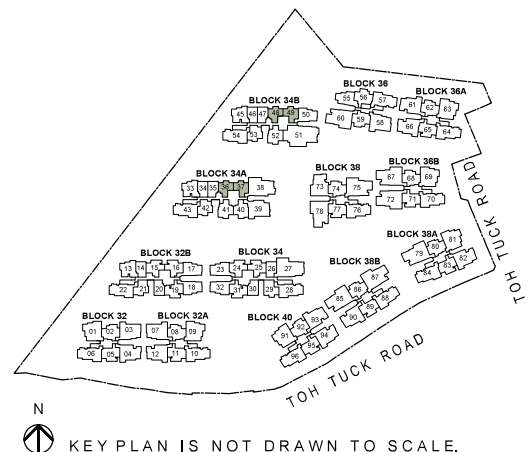 BLOCK 36
BLOCK 36A
55 56 57
61 62 63
60 59 58
66 65 64
BLOCK 34B
45 46 47 48 49 50
54 53 52 51
BLOCK 34A
33 34 35 36 37 38
43 42 41 40 39
BLOCK 38
73 74 75
78 77 76
BLOCK 36B
67 68 69
72 71 70
TOH TUCK ROAD
BLOCK 38A
79 80 81
84 83 82
BLOCK 32B
13 14 15 16 17
22 21 20 19 18
BLOCK 34
23 24 25 26 27
32 31 30 29 28
BLOCK 38B
85 86 87
90 89 88
BLOCK 32
01 02 03
06 05 04
BLOCK 32A
07 08 09
12 11 10
BLOCK 40
91 92 93
96 95 94
TOH TUCK ROAD
N
KEY PLAN IS NOT DRAWN TO SCALE.